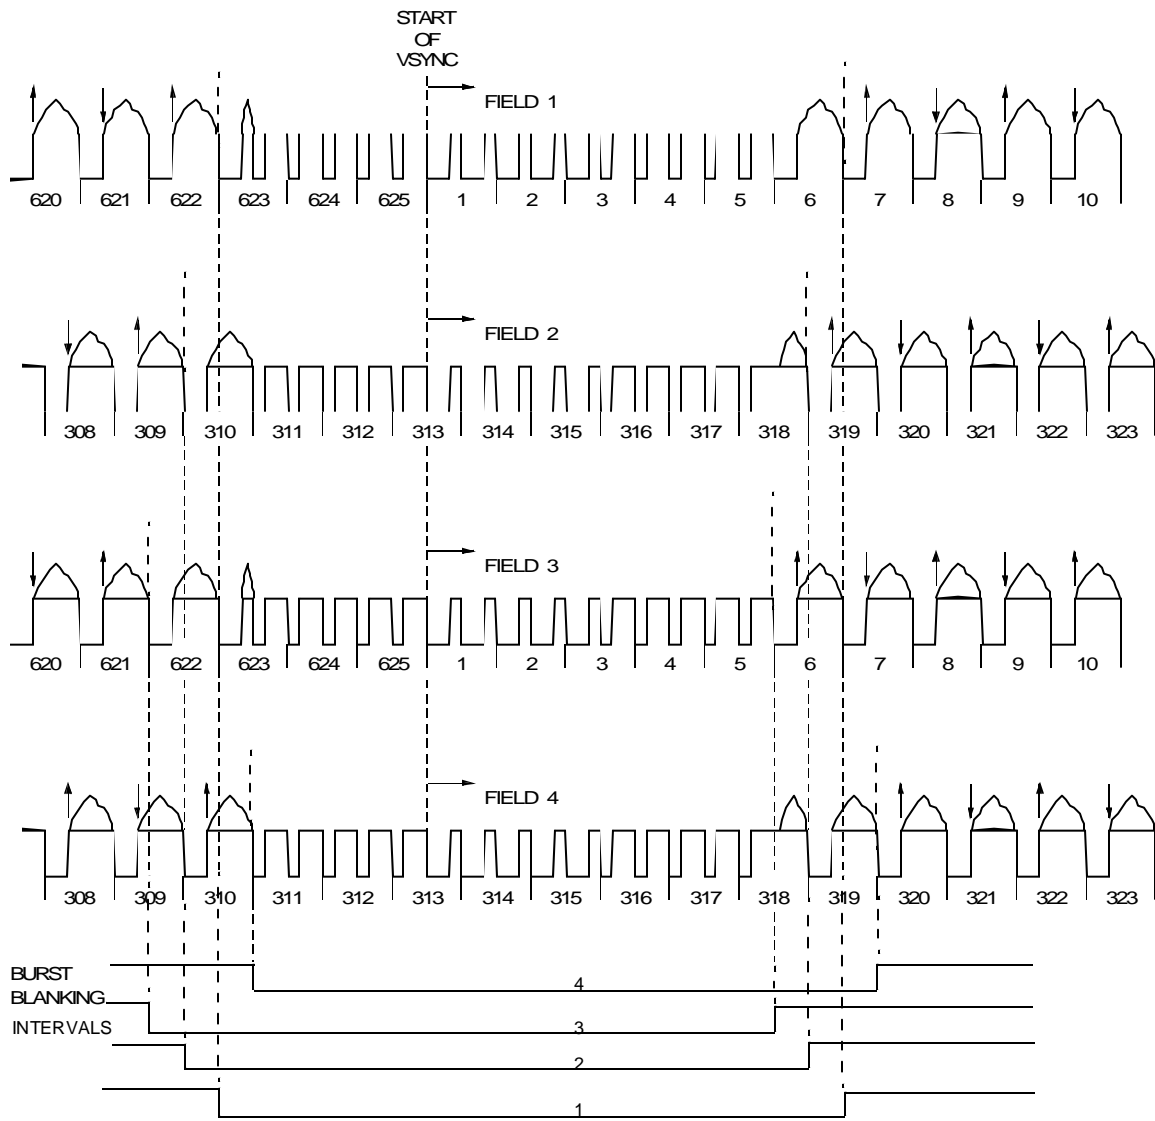 START
OF
VSYNC
FIELD 1
620 621 622 623 624 625 1 2 3 4 5 6 7 8 9 10
FIELD 2
308 309 310 311 312 313 314 315 316 317 318 319 320 321 322 323
FIELD 3
620 621 622 623 624 625 1 2 3 4 5 6 7 8 9 10
FIELD 4
308 309 310 311 312 313 314 315 316 317 318 319 320 321 322 323
BURST
BLANKING
INTERVALS
4
3
2
1